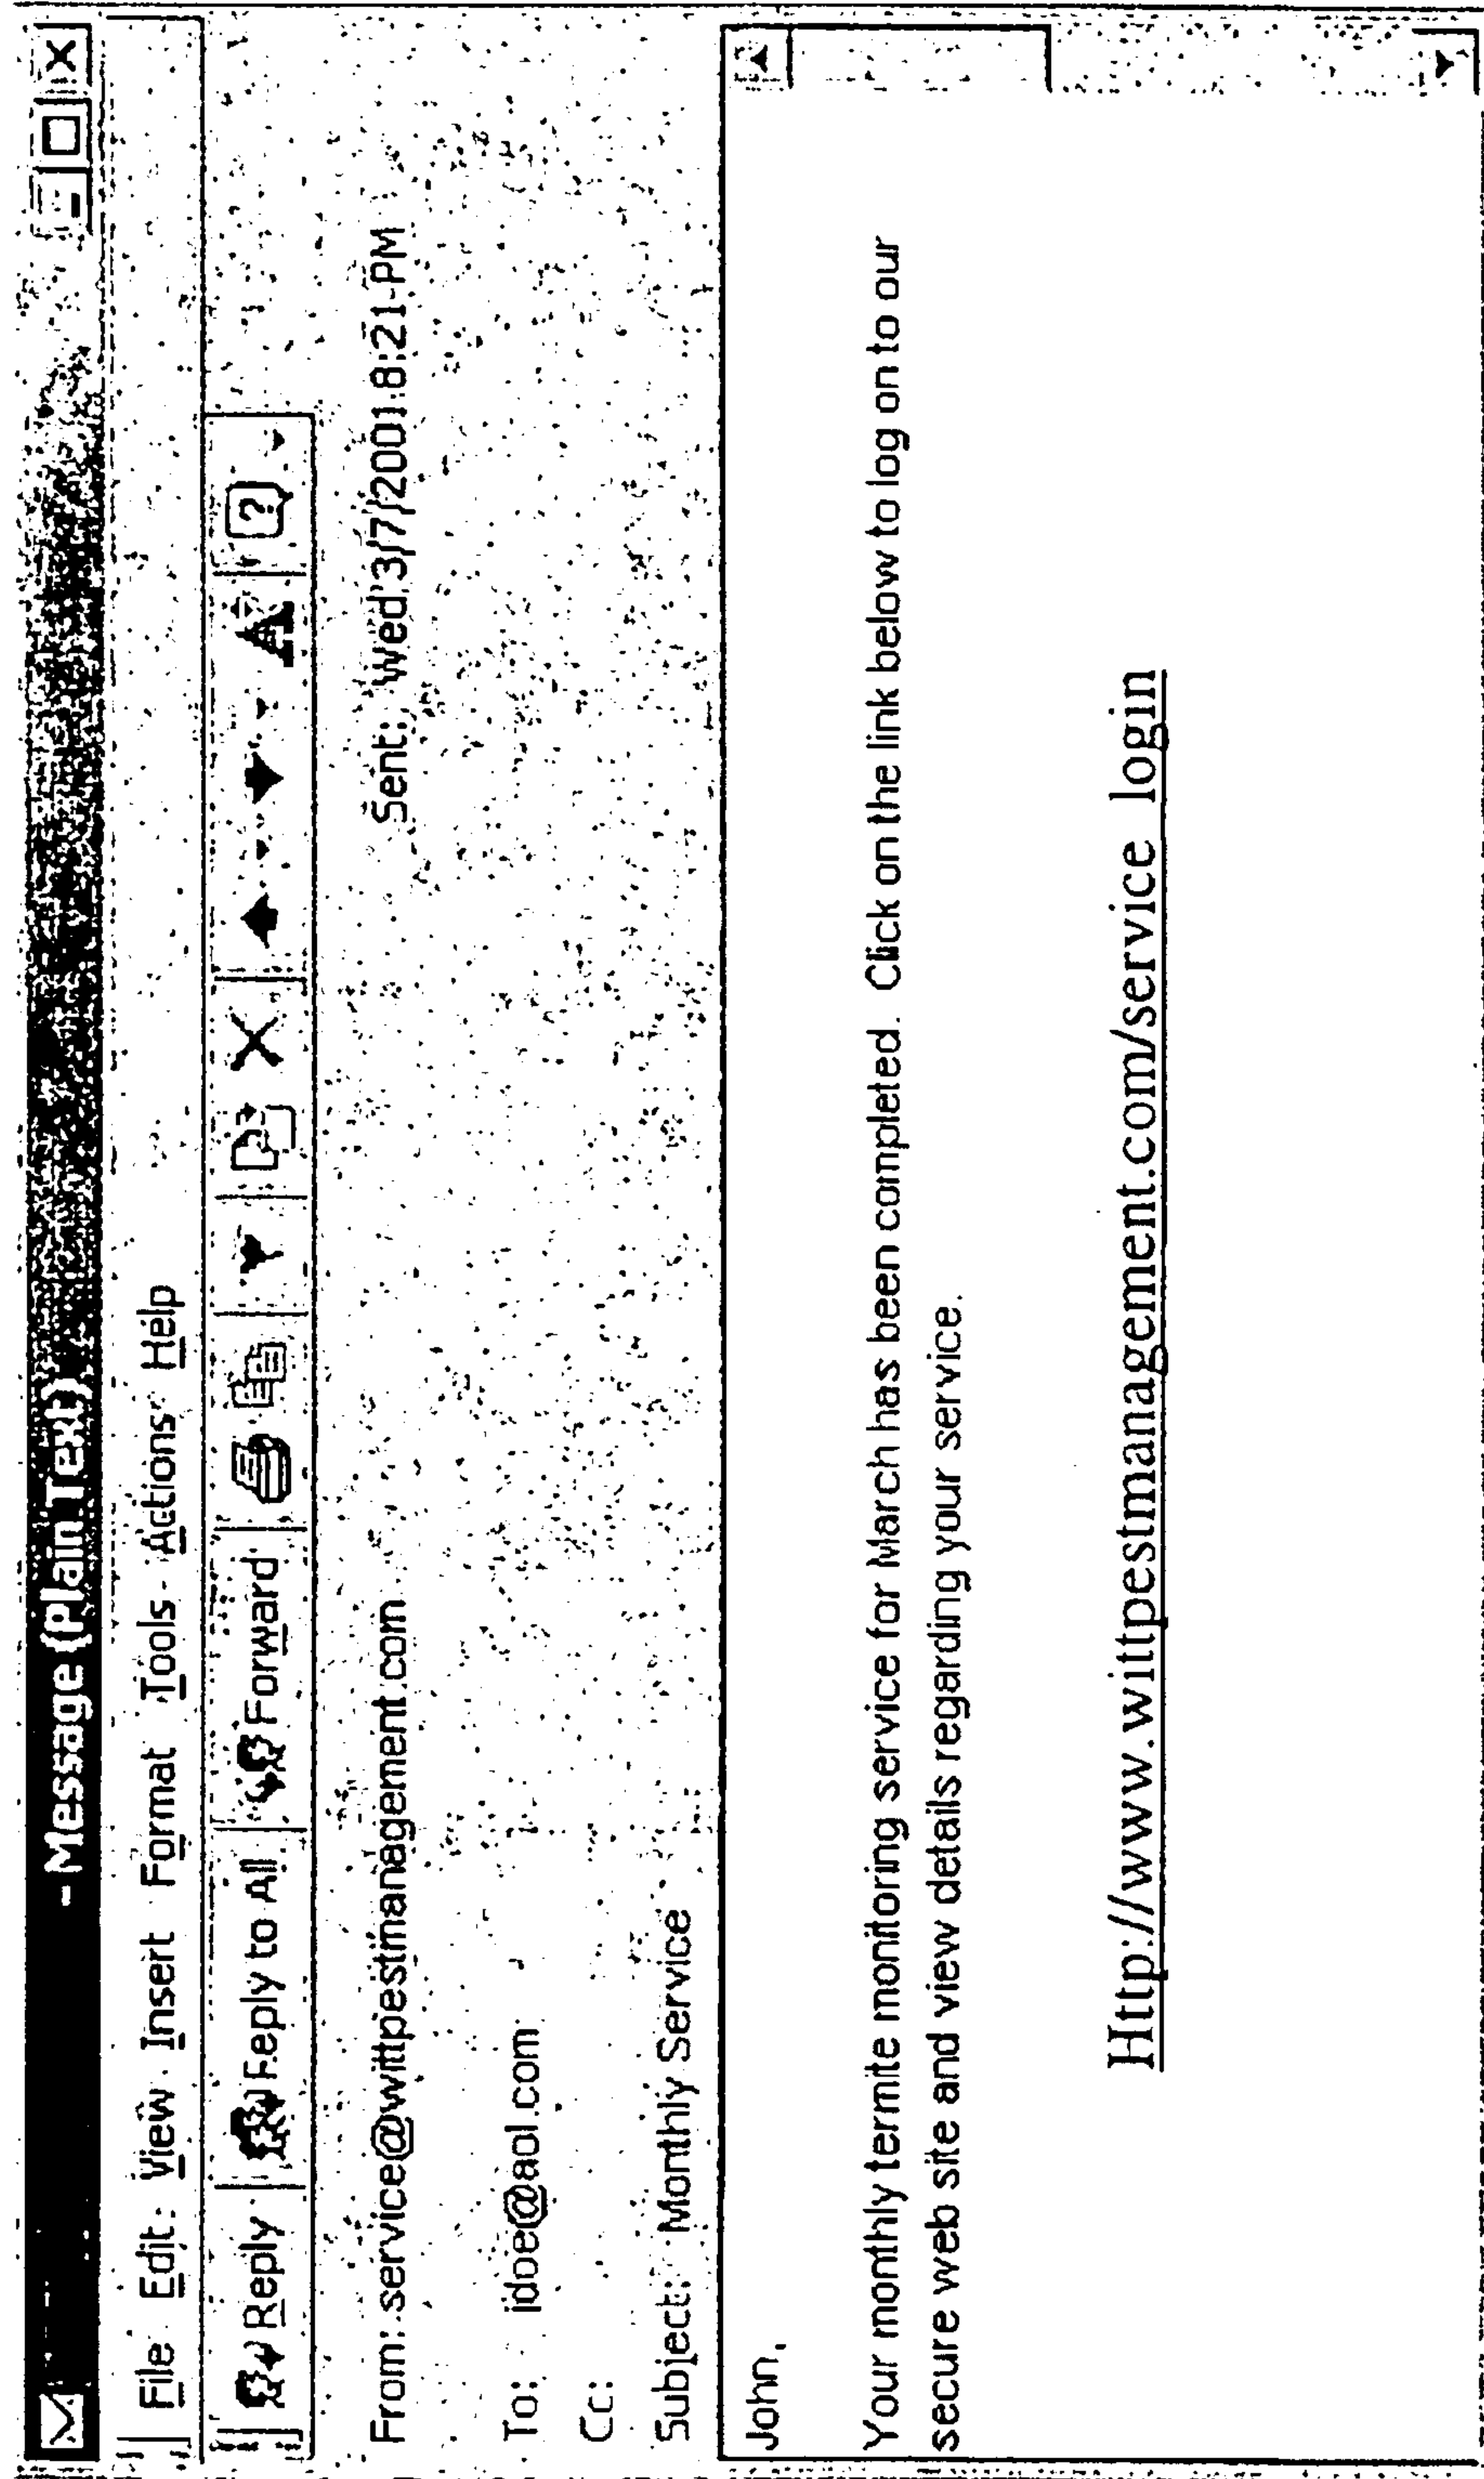 - Message (Plain Text)
File Edit View Insert Format Tools Actions Help
Reply Reply to All Forward A ?
From: service@wittpestmanagement.com Sent: Wed 3/7/2001 8:21 PM
To: jdoe@aol.com
Cc:
Subject: Monthly Service
John,
Your monthly termite monitoring service for March has been completed. Click on the link below to log on to our
secure web site and view details regarding your service.
Http://www.wittpestmanagement.com/service_login